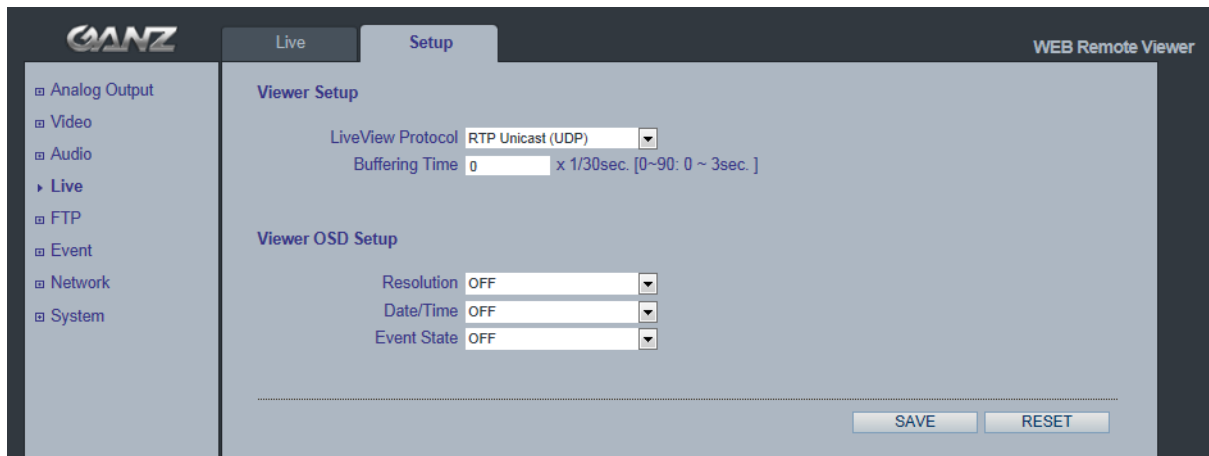 GANZ
Live
Setup
WEB Remote Viewer
Analog Output
Video
Audio
Live
FTP
Event
Network
System
Viewer Setup
LiveView Protocol RTP Unicast (UDP)
Buffering Time 0 x 1/30sec. [0~90: 0 ~ 3sec. ]
Viewer OSD Setup
Resolution OFF
Date/Time OFF
Event State OFF
SAVE
RESET